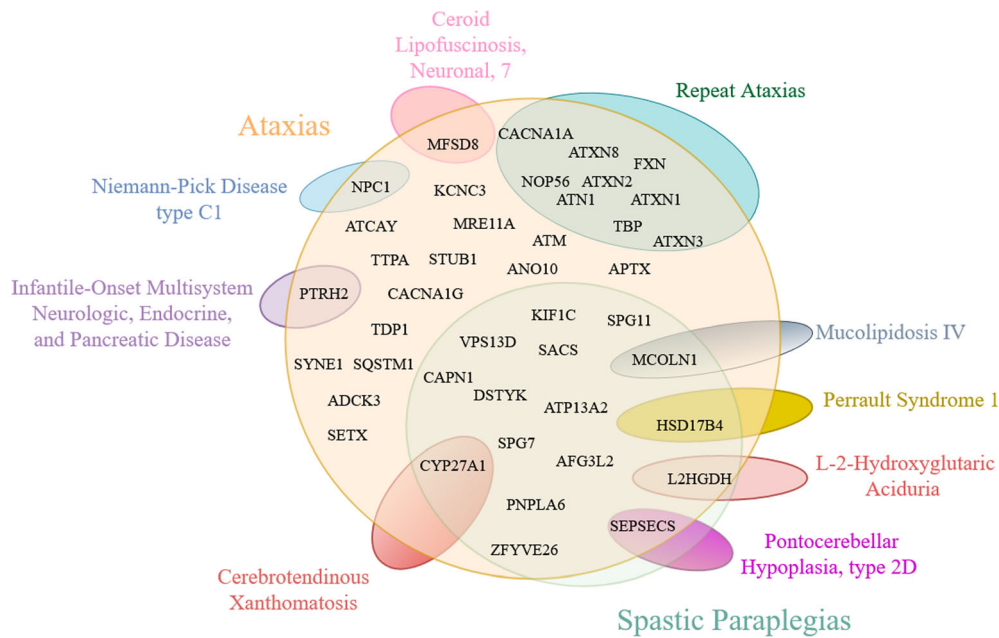 Ceroid
Lipofuscinosis,
Neuronal, 7
Repeat Ataxias
Ataxias
CACNA1A
MFSD8
ATXN8
FXN
Niemann-Pick Disease
type C1
NPC1
KCNC3
NOP56
ATXN2
ATN1
ATXN1
ATCAY
MRE11A
TBP
ATM
ATXN3
TTPA
STUB1
ANO10
APTX
Infantile-Onset Multisystem
Neurologic, Endocrine,
and Pancreatic Disease
PTRH2
CACNA1G
KIF1C
SPG11
TDP1
VPS13D
SACS
Mucolipidosis IV
MCOLN1
SYNE1
SQSTM1
CAPN1
DSTYK
ADCK3
ATP13A2
Perrault Syndrome 1
HSD17B4
SETX
SPG7
CYP27A1
AFG3L2
L-2-Hydroxyglutaric
Aciduria
L2HGDH
PNPLA6
SEPSECS
ZFYVE26
Pontocerebellar
Hypoplasia, type 2D
Cerebrotendinous
Xanthomatosis
Spastic Paraplegias